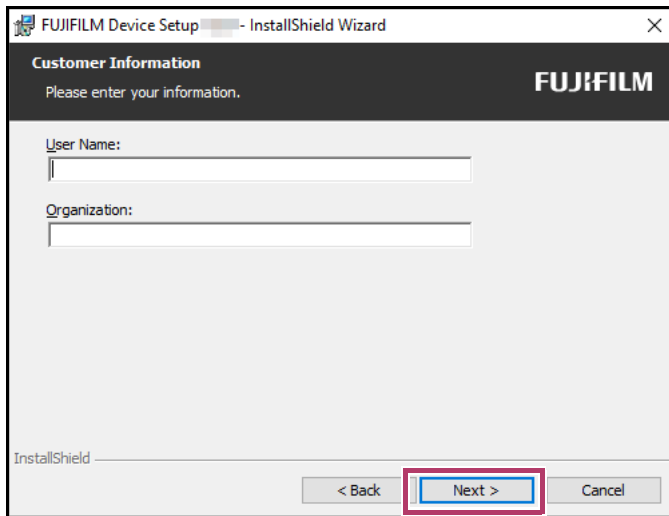 FUJIFILM Device Setup - InstallShield Wizard
Customer Information
Please enter your information.
FUJIFILM
User Name:
Organization:
InstallShield
< Back
Next >
Cancel